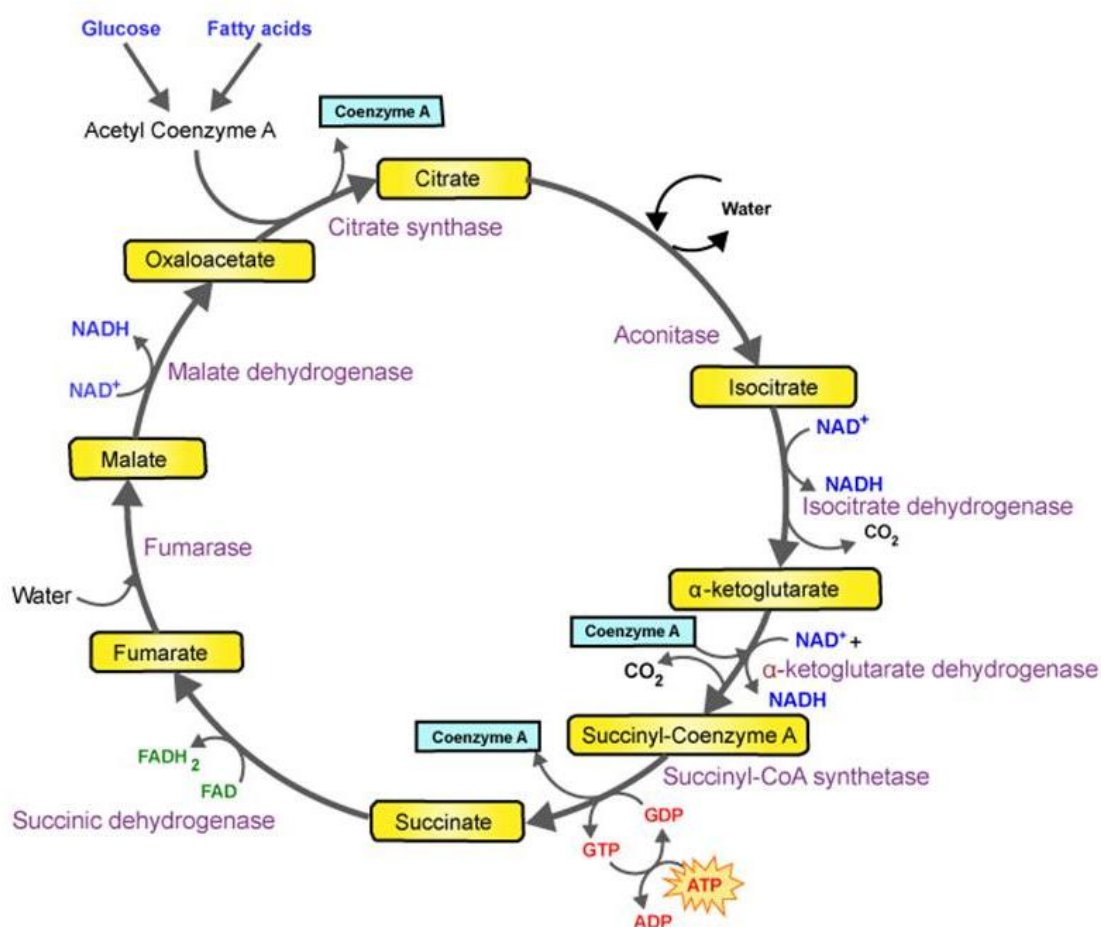 Glucose
Fatty acids
Acetyl Coenzyme A
Coenzyme A
Citrate
Water
Citrate synthase
Oxaloacetate
Aconitase
NADH
Malate dehydrogenase
NAD+
Isocitrate
NAD+
NADH
Isocitrate dehydrogenase
CO2
Malate
Fumarase
Water
α-ketoglutarate
Coenzyme A
NAD+ +
CO2
α-ketoglutarate dehydrogenase
NADH
Fumarate
Coenzyme A
Succinyl-Coenzyme A
Succinyl-CoA synthetase
FADH2
FAD
Succinic dehydrogenase
Succinate
GDP
GTP
ATP
ADP